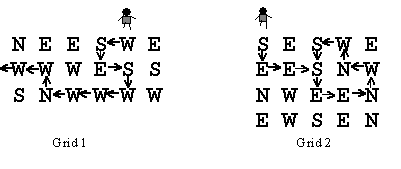 N E E S W E
W W W E S S
S N W W W W
Grid 1
S E S W E
E E S N W
N W E E N
E W S E N
Grid 2